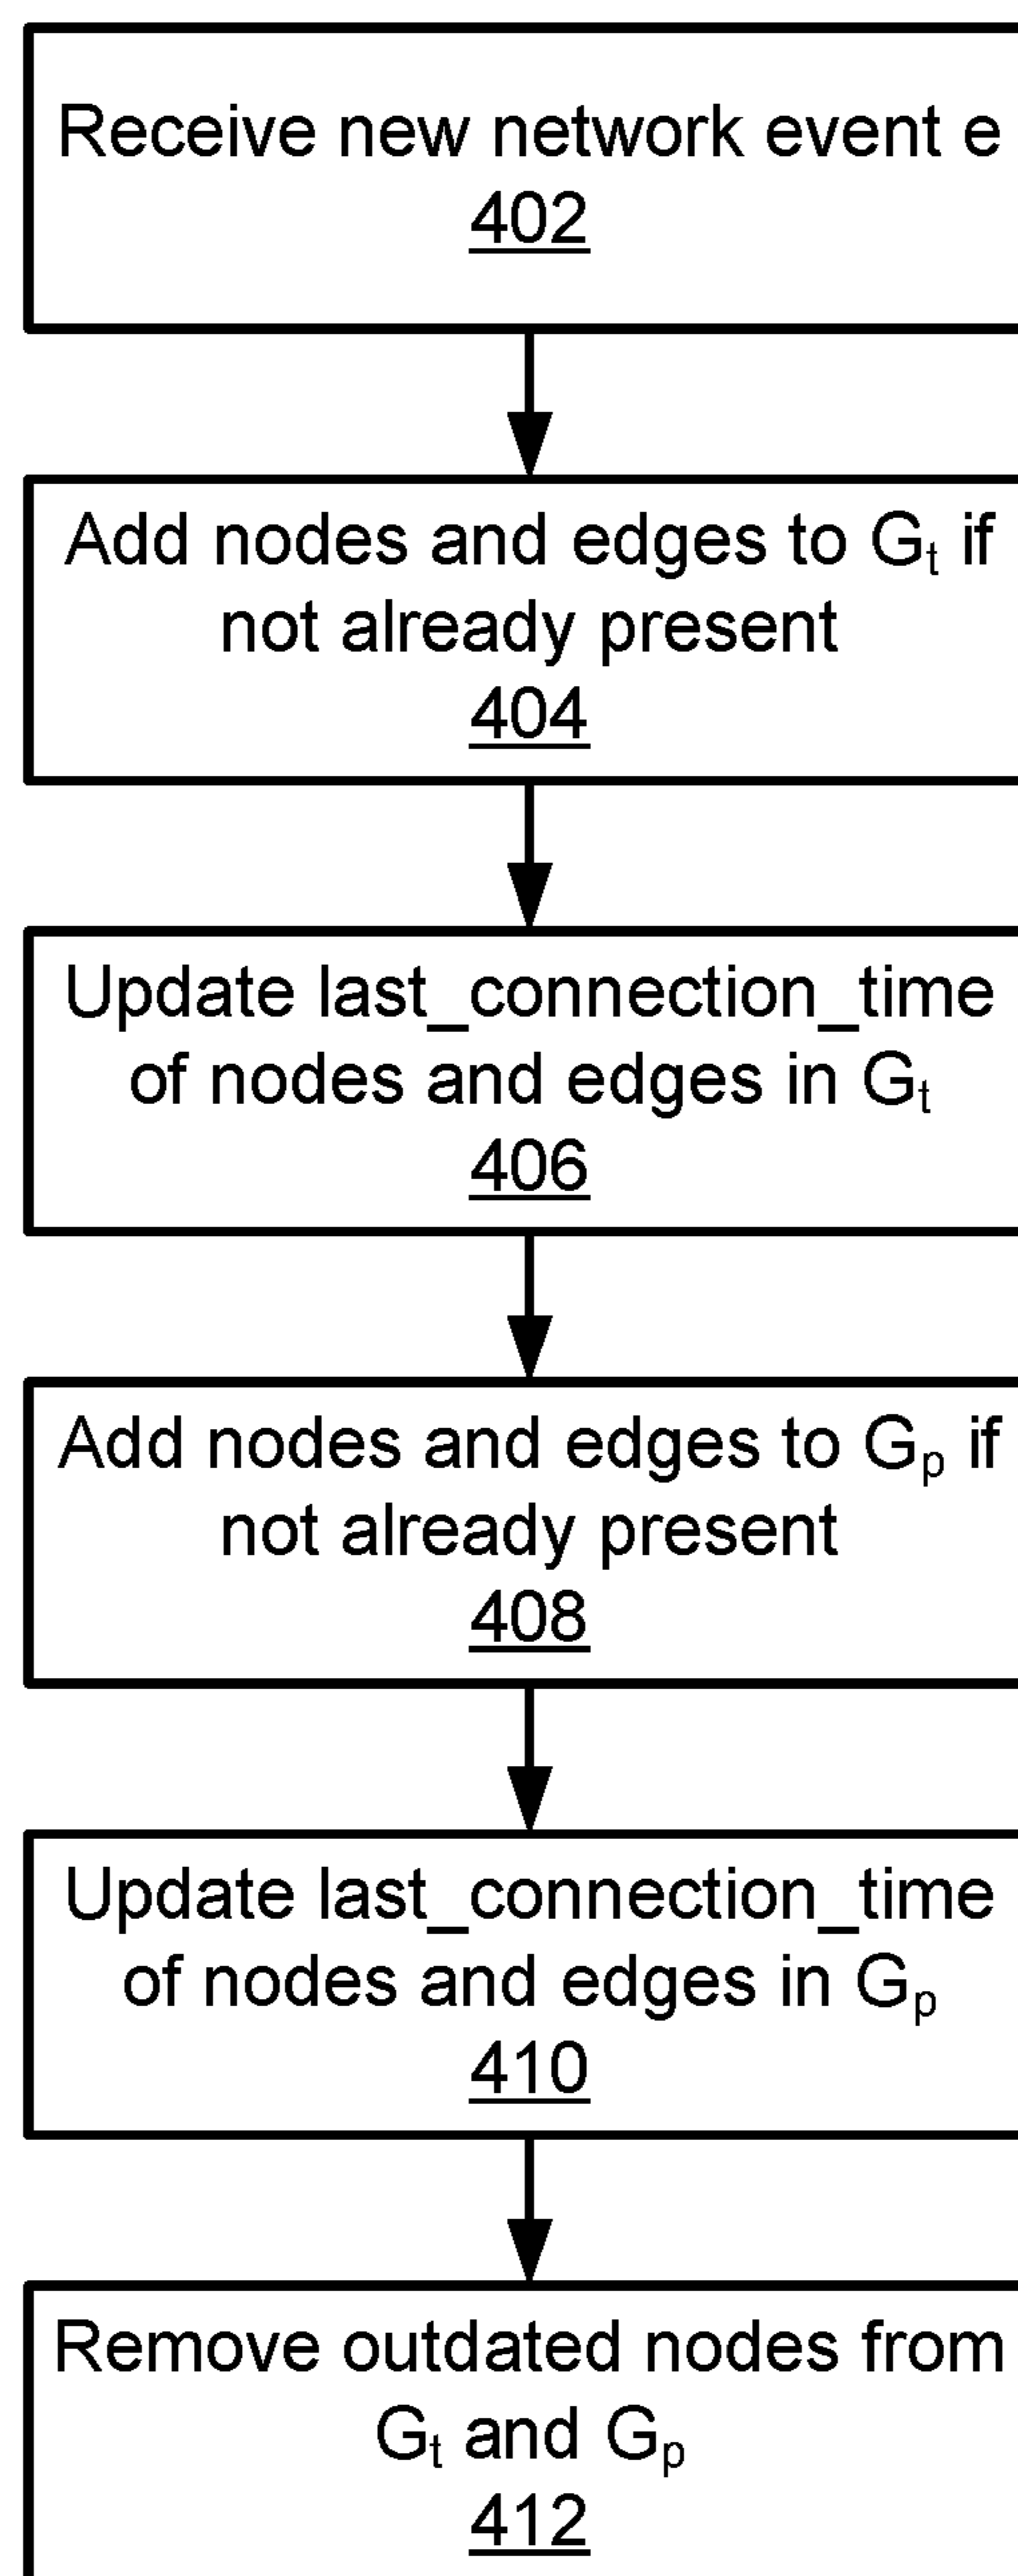 Receive new network event e
402
Add nodes and edges to Gt if
not already present
404
Update last_connection_time
of nodes and edges in Gt
406
Add nodes and edges to Gp if
not already present
408
Update last_connection_time
of nodes and edges in Gp
410
Remove outdated nodes from
Gt and Gp
412